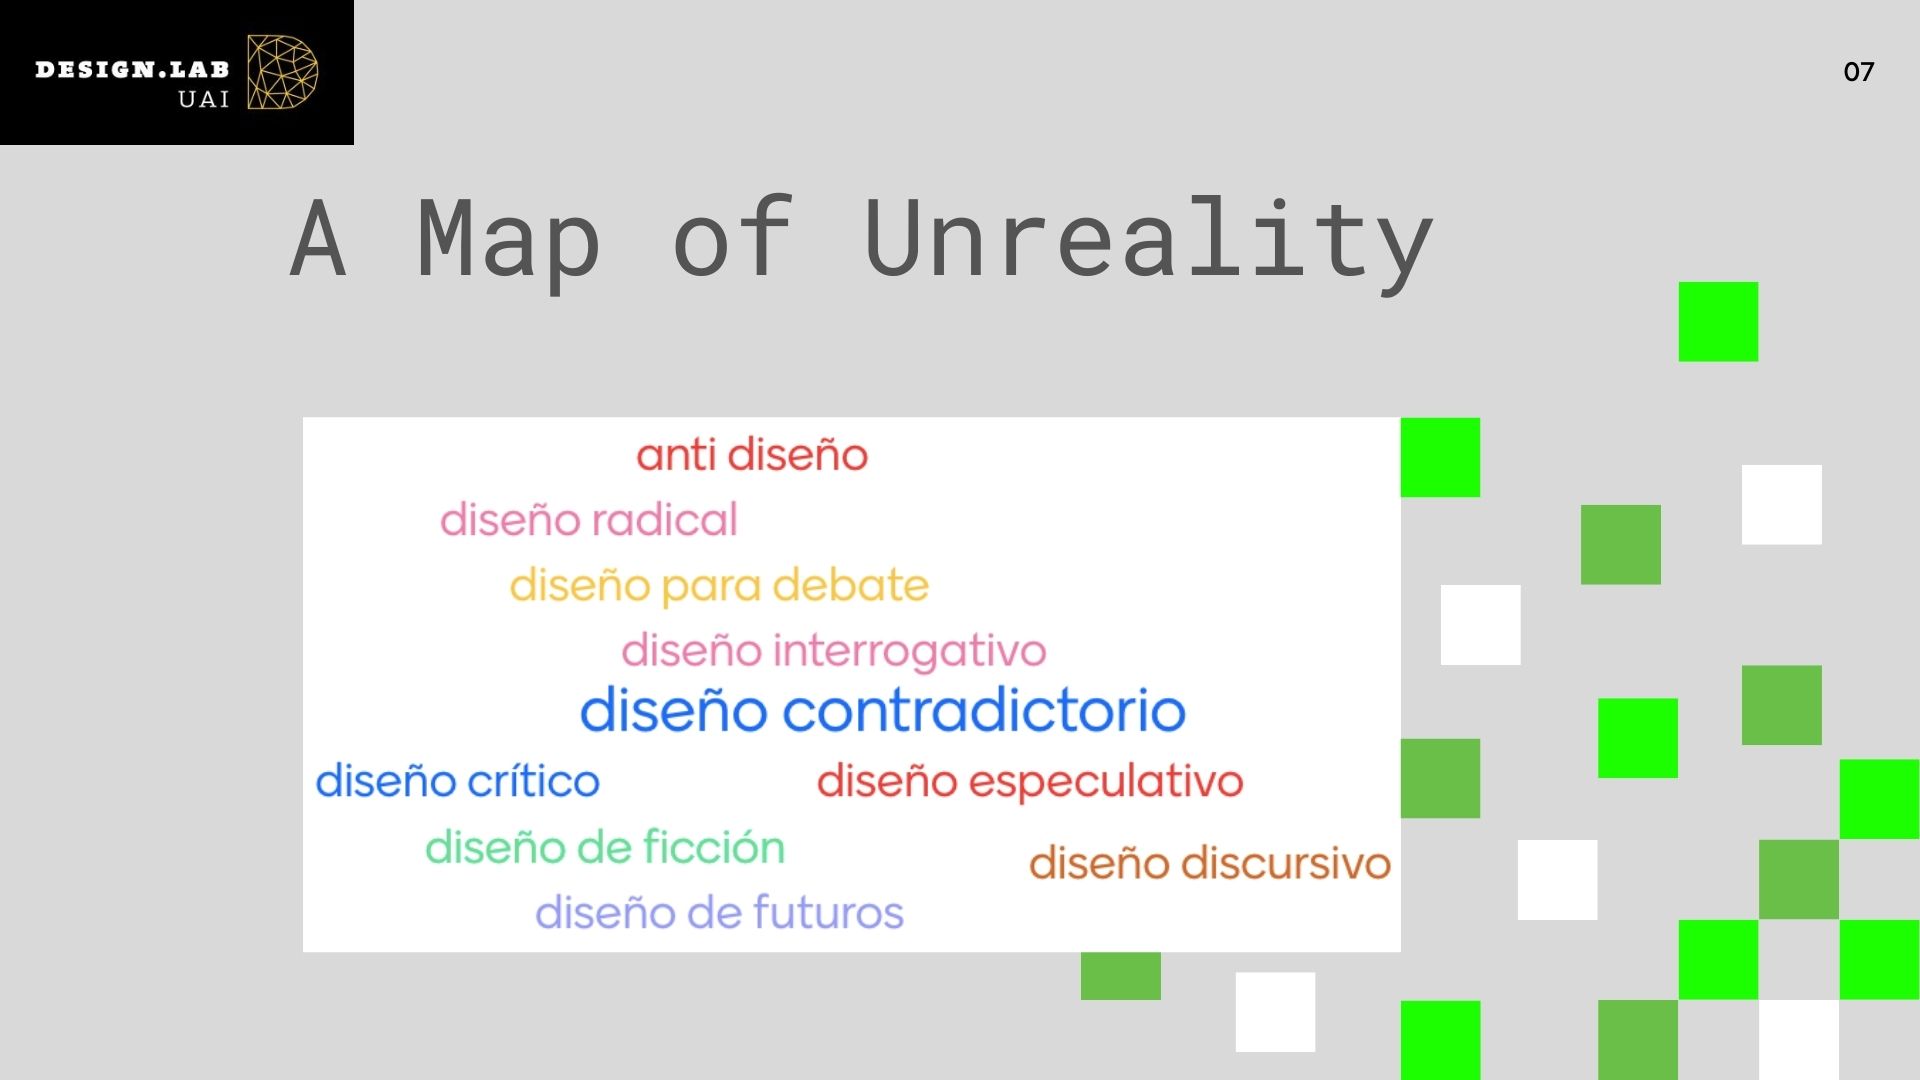 DESIGN.LAB
UAI
07
A Map of Unreality
anti diseño
diseño radical
diseño para debate
diseño interrogativo
diseño contradictorio
diseño crítico
diseño especulativo
diseño de ficción
diseño discursivo
diseño de futuros